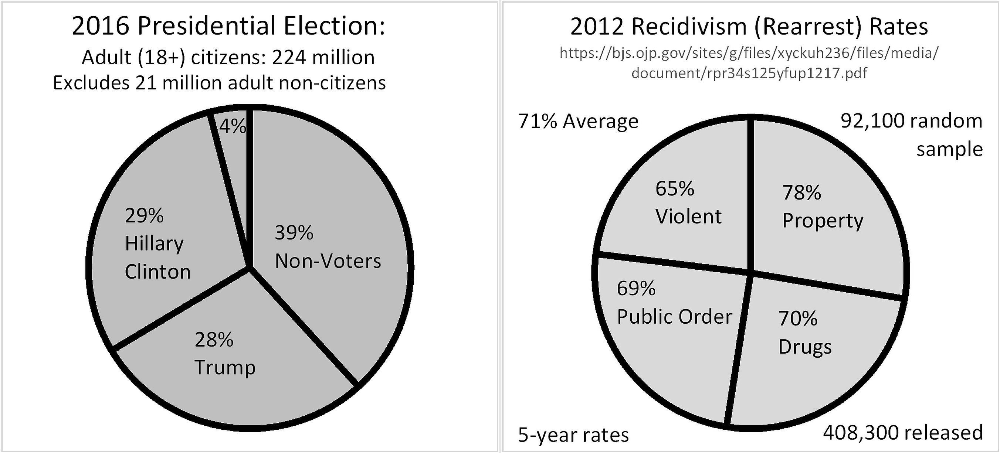 2016 Presidential Election:
Adult (18+) citizens: 224 million
Excludes 21 million adult non-citizens
4%
29%
Hillary
Clinton
39%
Non-Voters
28%
Trump
2012 Recidivism (Rearrest) Rates
https://bjs.ojp.gov/sites/g/files/xyckuh236/files/media/
document/rpr34s125yfup1217.pdf
71% Average
92,100 random
sample
65%
Violent
78%
Property
69%
Public Order
70%
Drugs
5-year rates
408,300 released